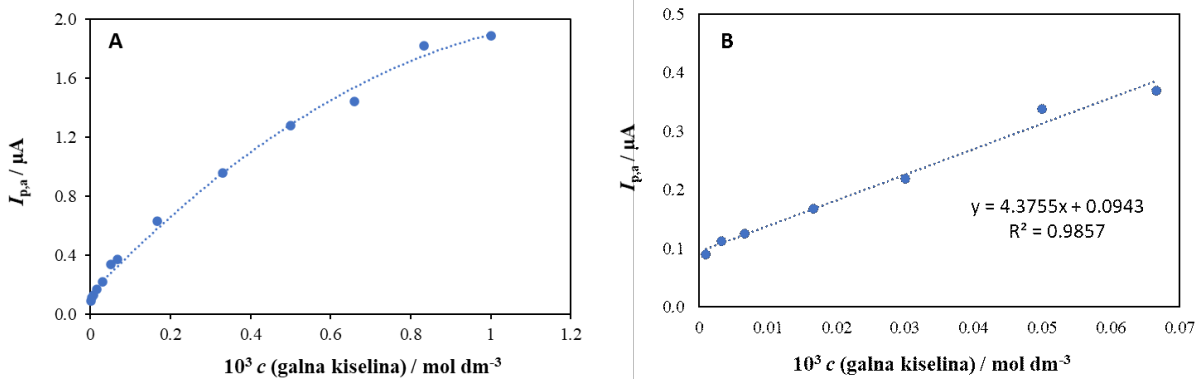 A
2.0
1.6
1.2
0.8
0.4
0.0
I_p,a / μA
0 0.2 0.4 0.6 0.8 1 1.2
10³ c (galna kiselina) / mol dm⁻³
B
0.5
0.4
0.3
0.2
0.1
0.0
I_p,a / μA
y = 4.3755x + 0.0943
R² = 0.9857
0 0.01 0.02 0.03 0.04 0.05 0.06 0.07
10³ c (galna kiselina) / mol dm⁻³